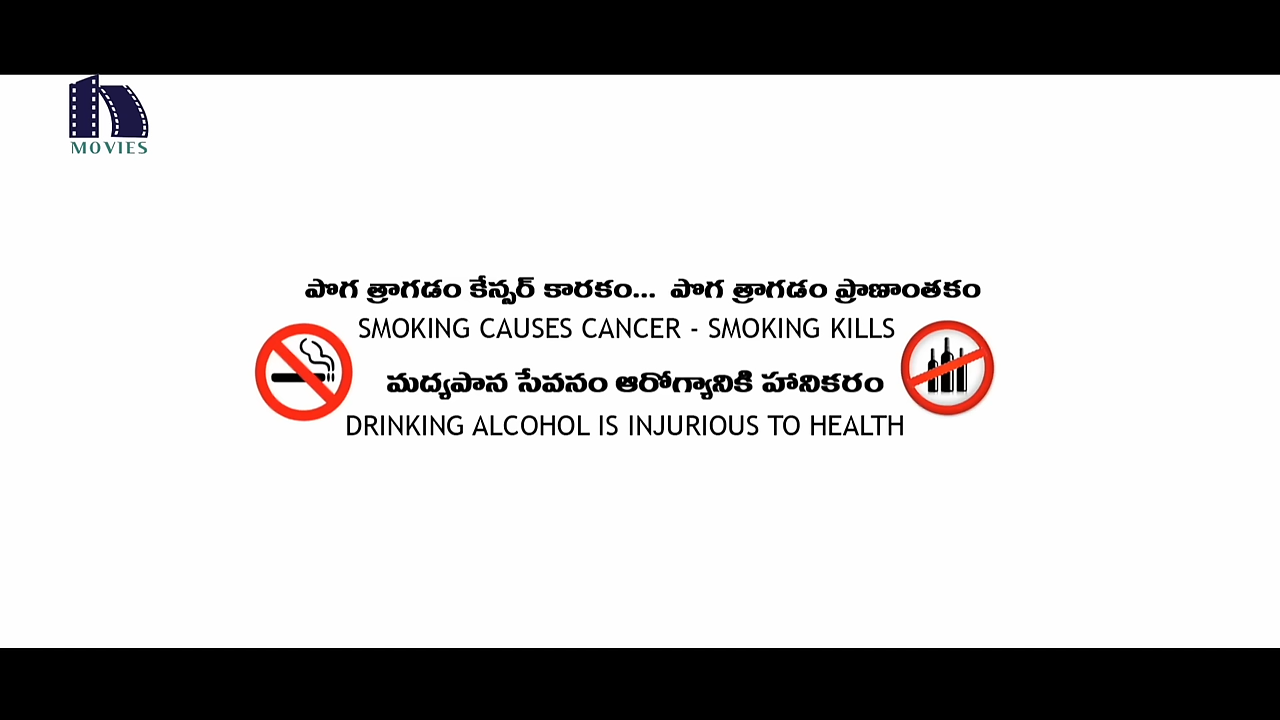 MOVIES
పొగ త్రాగడం కేన్సర్ కారకం... పొగ త్రాగడం ప్రాణాంతకం
SMOKING CAUSES CANCER - SMOKING KILLS
మద్యపాన సేవనం ఆరోగ్యానికి హానికరం
DRINKING ALCOHOL IS INJURIOUS TO HEALTH